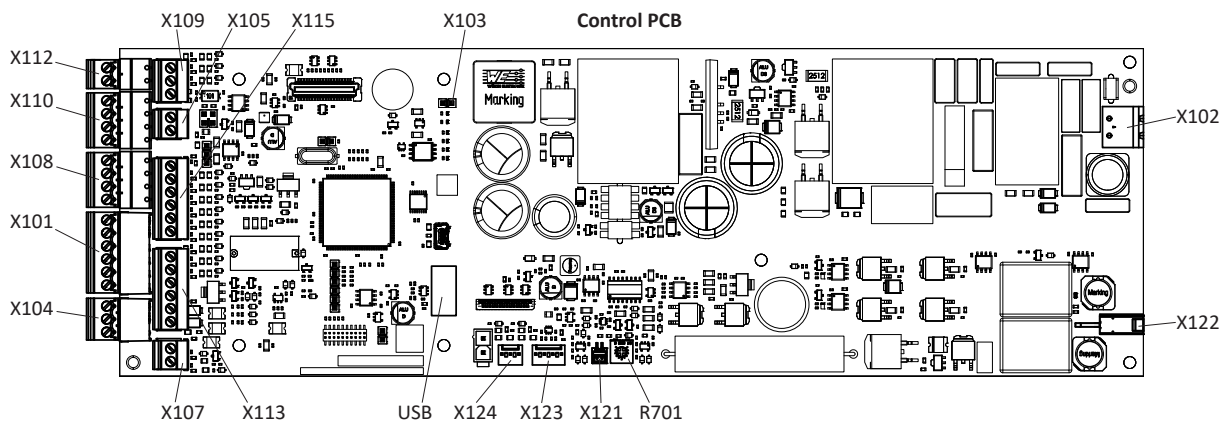 Control PCB
X109 X105 X115 X103
X112
X110
X108
X101
X104
X102
X122
Marking
2512
2512
Marking
Marking
X107 X113 USB X124 X123 X121 R701